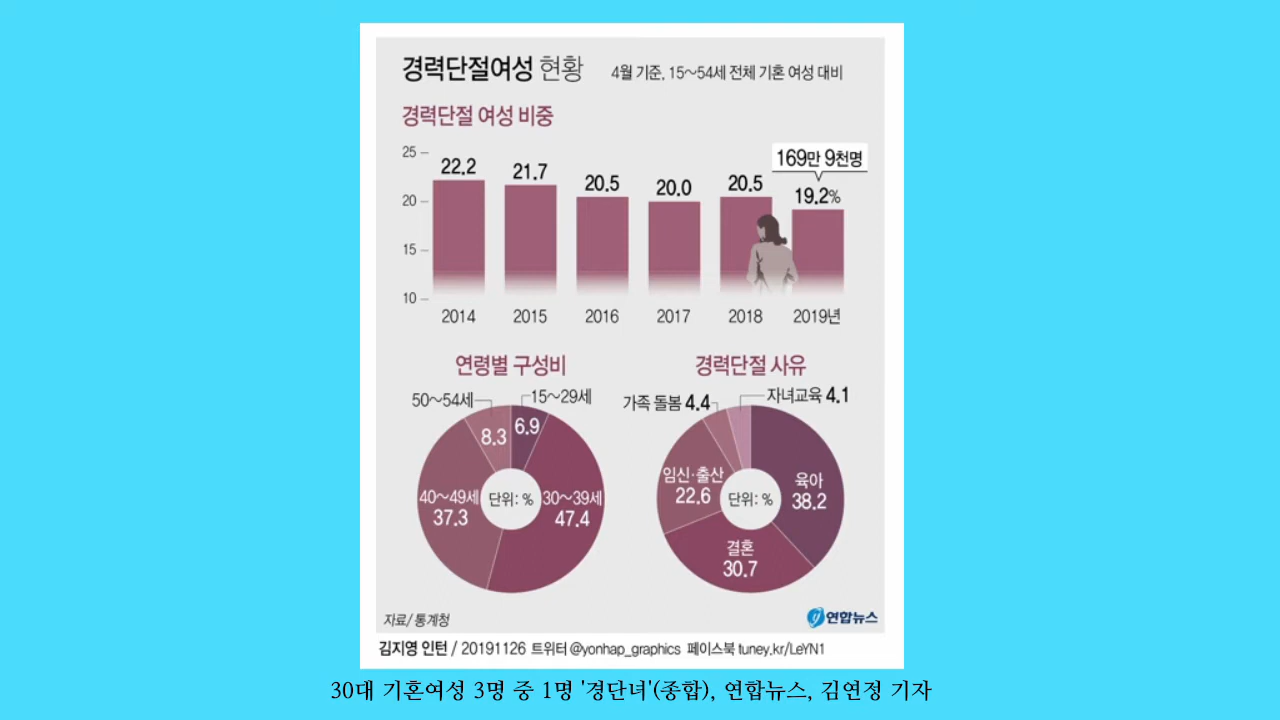 경력단절여성 현황
4월 기준, 15～54세 전체 기혼 여성 대비
경력단절 여성 비중
25
20
15
10
22.2
21.7
20.5
20.0
20.5
169만 9천명
19.2%
2014
2015
2016
2017
2018
2019년
연령별 구성비
50～54세
8.3
15～29세
6.9
40～49세
37.3
단위: %
30～39세
47.4
경력단절 사유
가족 돌봄 4.4
자녀교육 4.1
임신·출산
22.6
단위: %
육아
38.2
결혼
30.7
자료/ 통계청
연합뉴스
김지영 인턴 / 20191126 트위터 @yonhap_graphics 페이스북 tuney.kr/LeYN1
30대 기혼여성 3명 중 1명 '경단녀'(종합), 연합뉴스, 김연정 기자